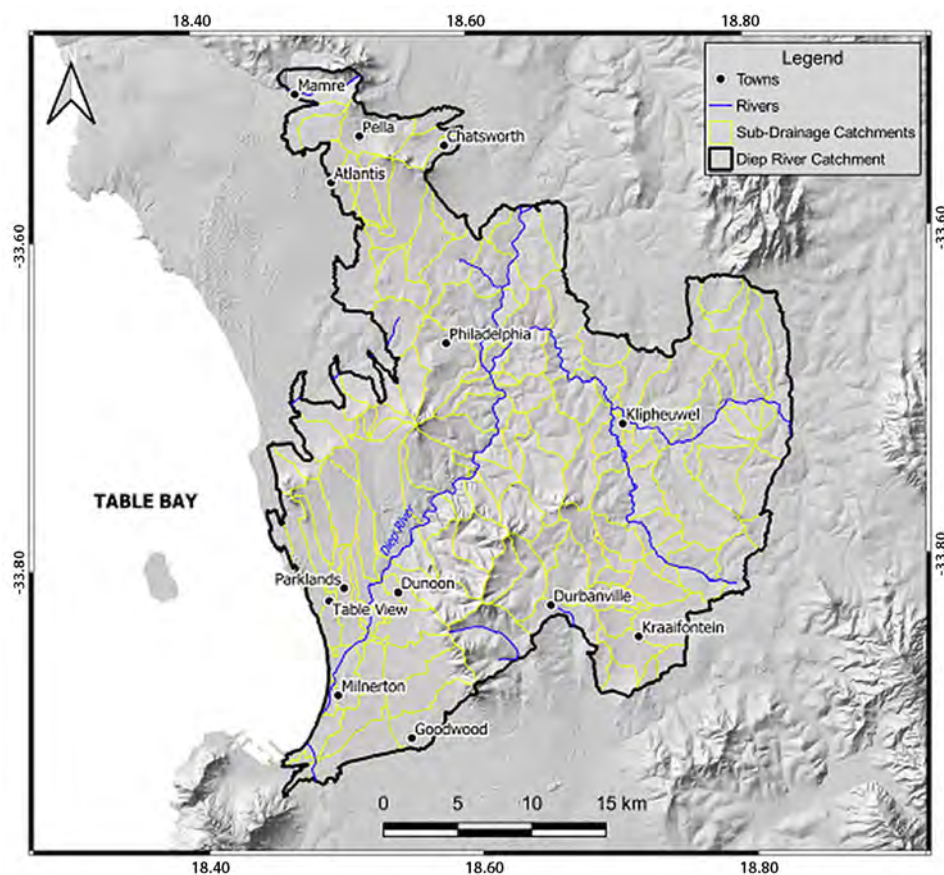 18.40 18.60 18.80
Legend
Towns
Rivers
Sub-Drainage Catchments
Diep River Catchment
Mamre
Pella
Chatsworth
Atlantis
-33.60 -33.60
Philadelphia
Klipheuwel
TABLE BAY
Diep River
-33.80 -33.80
Parklands
Dunoon
Table View
Durbanville
Kraaifontein
Milnerton
Goodwood
0 5 10 15 km
18.40 18.60 18.80